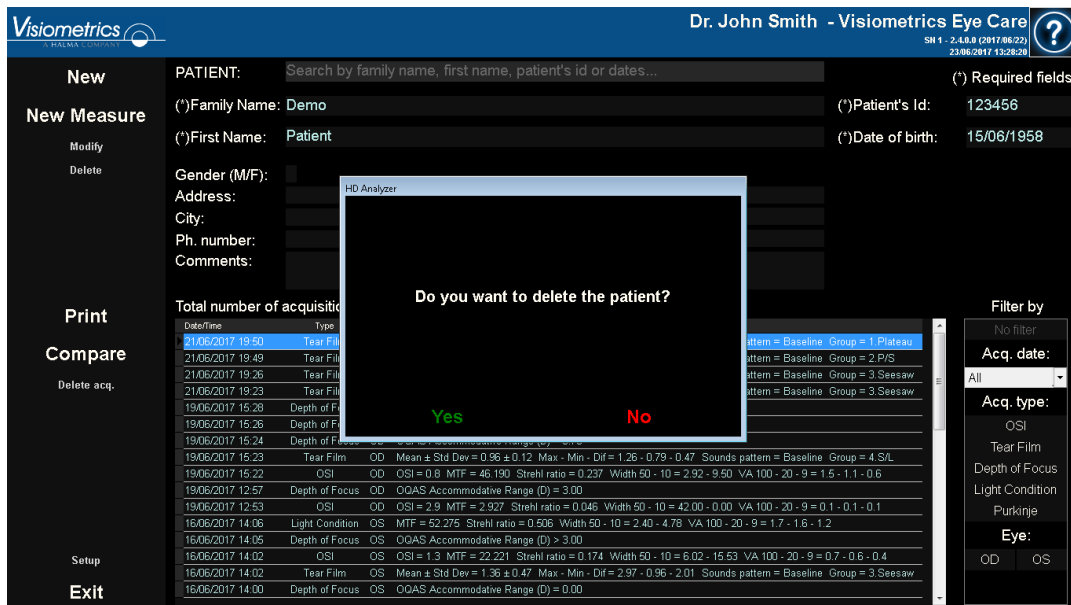 Visiometrics
A HALMA COMPANY
Dr. John Smith - Visiometrics Eye Care
SN 1 - 2.4.0.0 (2017/06/22)
23/06/2017 13:28:20
?
New
New Measure
Modify
Delete
Print
Compare
Delete acq.
Setup
Exit
PATIENT: Search by family name, first name, patient's id or dates...
(*) Required fields
(*)Family Name: Demo
(*)Patient's Id: 123456
(*)First Name: Patient
(*)Date of birth: 15/06/1958
Gender (M/F):
Address:
City:
Ph. number:
Comments:
HD Analyzer
Do you want to delete the patient?
Yes No
Total number of
Date/Time Type
21/06/2017 19:50 Tear = Baseline Group = 1.Plateau
21/06/2017 19:49 Tear = Baseline Group = 2.P/S
21/06/2017 19:26 Tear = Baseline Group = 3.Seesaw
21/06/2017 19:23 Tear = Baseline Group = 3.Seesaw
19/06/2017 15:28 Depth of
19/06/2017 15:26 Depth of
19/06/2017 15:24 Depth of
19/06/2017 15:23 Tear Film OD Mean ± Std Dev = 0.96 ± 0.12 Max - Min - Dif = 1.26 - 0.79 - 0.47 Sounds pattern = Baseline Group = 4.S/L
19/06/2017 15:22 OSI OD OSI = 0.8 MTF = 46.190 Strehl ratio = 0.237 Width 50 - 10 = 2.92 - 9.50 VA 100 - 20 - 9 = 1.5 - 1.1 - 0.6
19/06/2017 12:57 Depth of Focus OD OQAS Accommodative Range (D) = 3.00
19/06/2017 12:53 OSI OD OSI = 2.9 MTF = 2.927 Strehl ratio = 0.046 Width 50 - 10 = 42.00 - 0.00 VA 100 - 20 - 9 = 0.1 - 0.1 - 0.1
16/06/2017 14:06 Light Condition OS MTF = 52.275 Strehl ratio = 0.506 Width 50 - 10 = 2.40 - 4.78 VA 100 - 20 - 9 = 1.7 - 1.6 - 1.2
16/06/2017 14:05 Depth of Focus OS OQAS Accommodative Range (D) > 3.00
16/06/2017 14:02 OSI OS OSI = 1.3 MTF = 22.221 Strehl ratio = 0.174 Width 50 - 10 = 6.02 - 15.53 VA 100 - 20 - 9 = 0.7 - 0.6 - 0.4
16/06/2017 14:02 Tear Film OS Mean ± Std Dev = 1.36 ± 0.47 Max - Min - Dif = 2.97 - 0.96 - 2.01 Sounds pattern = Baseline Group = 3.Seesaw
16/06/2017 14:00 Depth of Focus OS OQAS Accommodative Range (D) = 0.00
Filter by
No filter
Acq. date:
All
Acq. type:
OSI
Tear Film
Depth of Focus
Light Condition
Purkinje
Eye:
OD OS